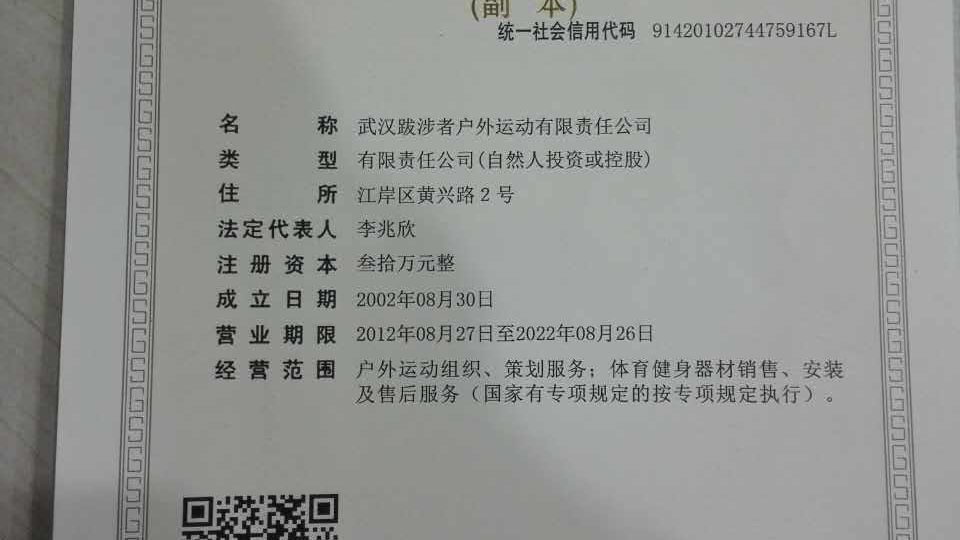 (副 本)
统一社会信用代码 91420102744759167L
名称 武汉跋涉者户外运动有限责任公司
类型 有限责任公司(自然人投资或控股)
住所 江岸区黄兴路2号
法定代表人 李兆欣
注册资本 叁拾万元整
成立日期 2002年08月30日
营业期限 2012年08月27日至2022年08月26日
经营范围 户外运动组织、策划服务；体育健身器材销售、安装
及售后服务（国家有专项规定的按专项规定执行）。